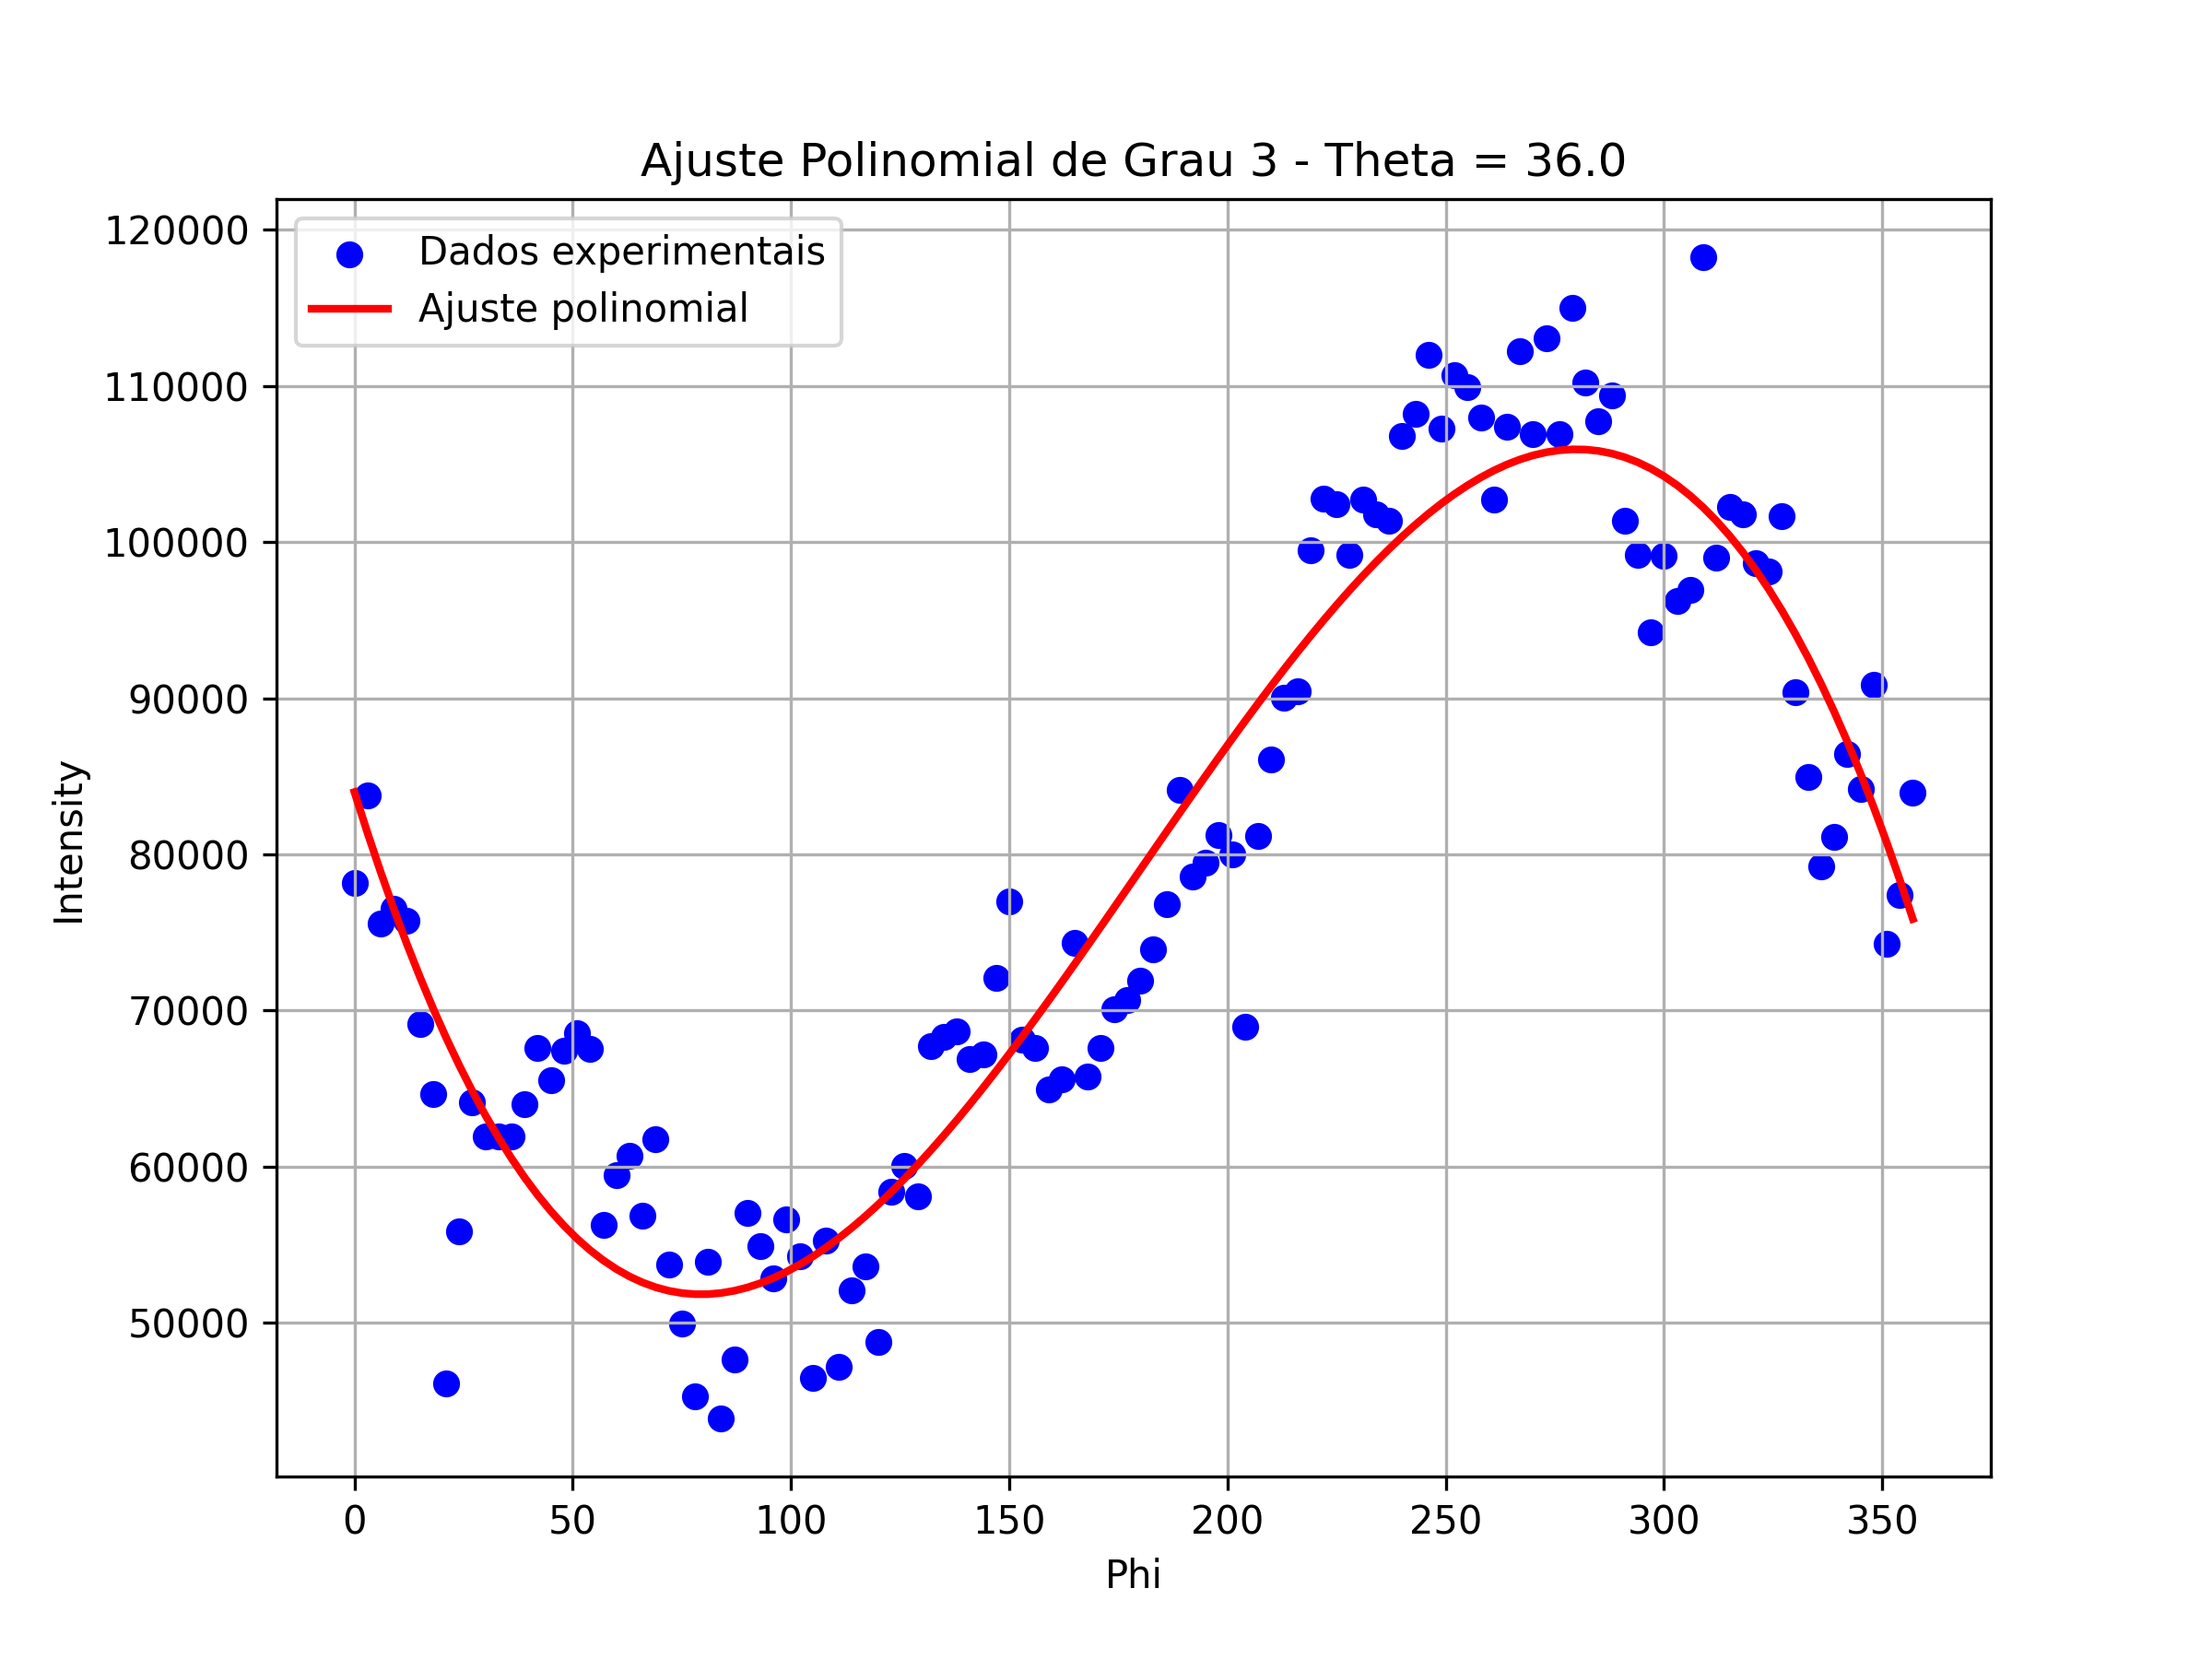 Ajuste Polinomial de Grau 3 - Theta = 36.0
Dados experimentais
Ajuste polinomial
120000
110000
100000
90000
80000
70000
60000
50000
Intensity
0 50 100 150 200 250 300 350
Phi